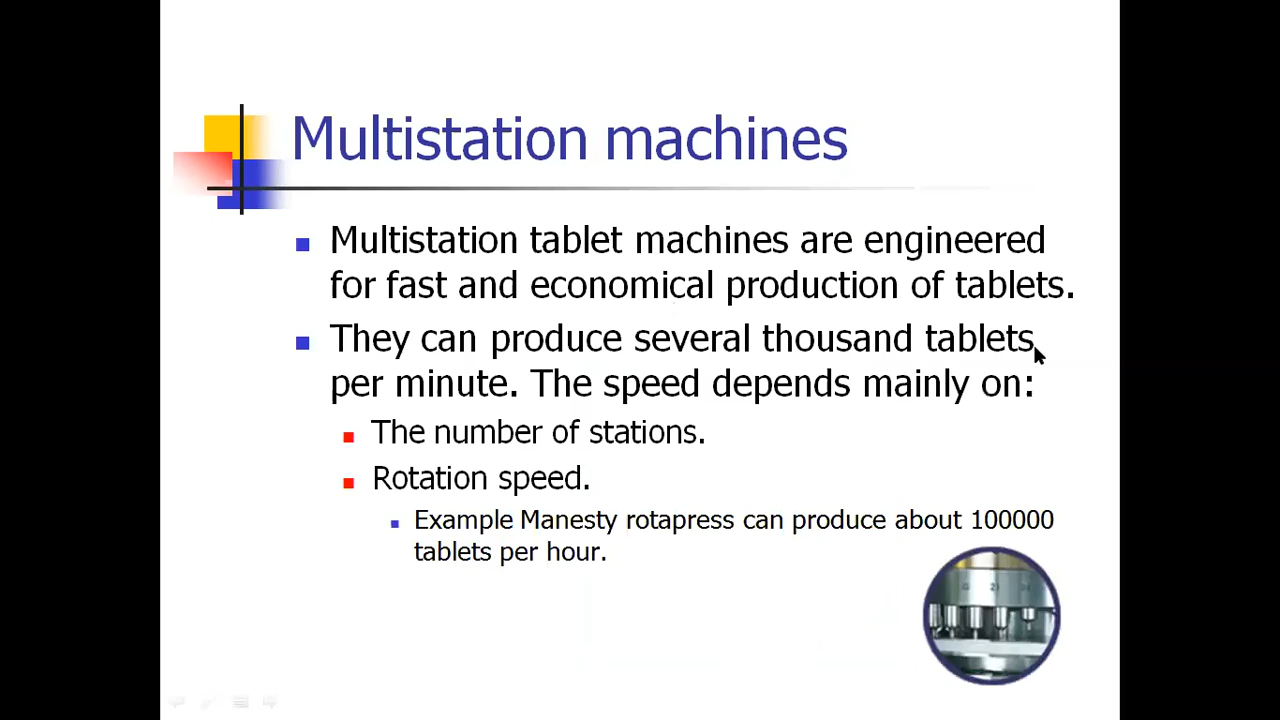 Multistation machines
Multistation tablet machines are engineered
for fast and economical production of tablets.
They can produce several thousand tablets
per minute. The speed depends mainly on:
The number of stations.
Rotation speed.
Example Manesty rotapress can produce about 100000
tablets per hour.